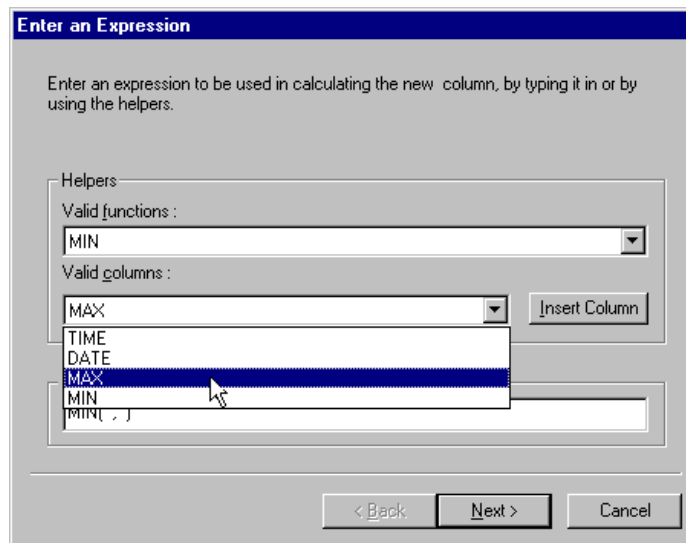 Enter an Expression
Enter an expression to be used in calculating the new column, by typing it in or by
using the helpers.
Helpers
Valid functions :
MIN
Valid columns :
MAX
Insert Column
TIME
DATE
MAX
MIN
MIN( , )
< Back
Next >
Cancel